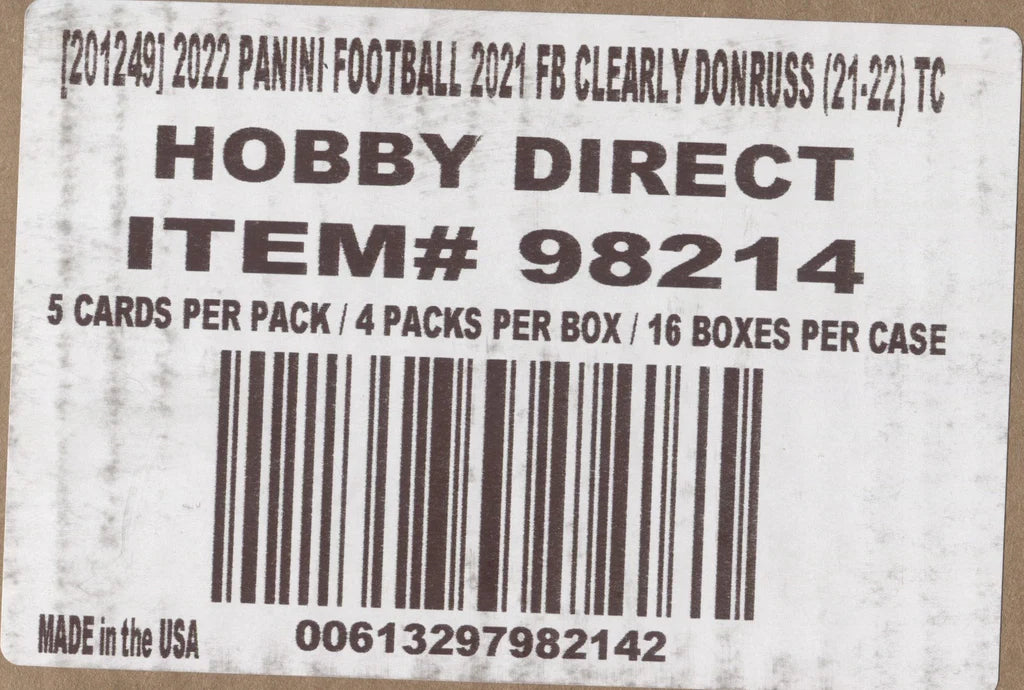 [201249] 2022 PANINI FOOTBALL 2021 FB CLEARLY DONRUSS (21-22) TC
HOBBY DIRECT
ITEM# 98214
5 CARDS PER PACK / 4 PACKS PER BOX / 16 BOXES PER CASE
MADE in the USA
00613297982142